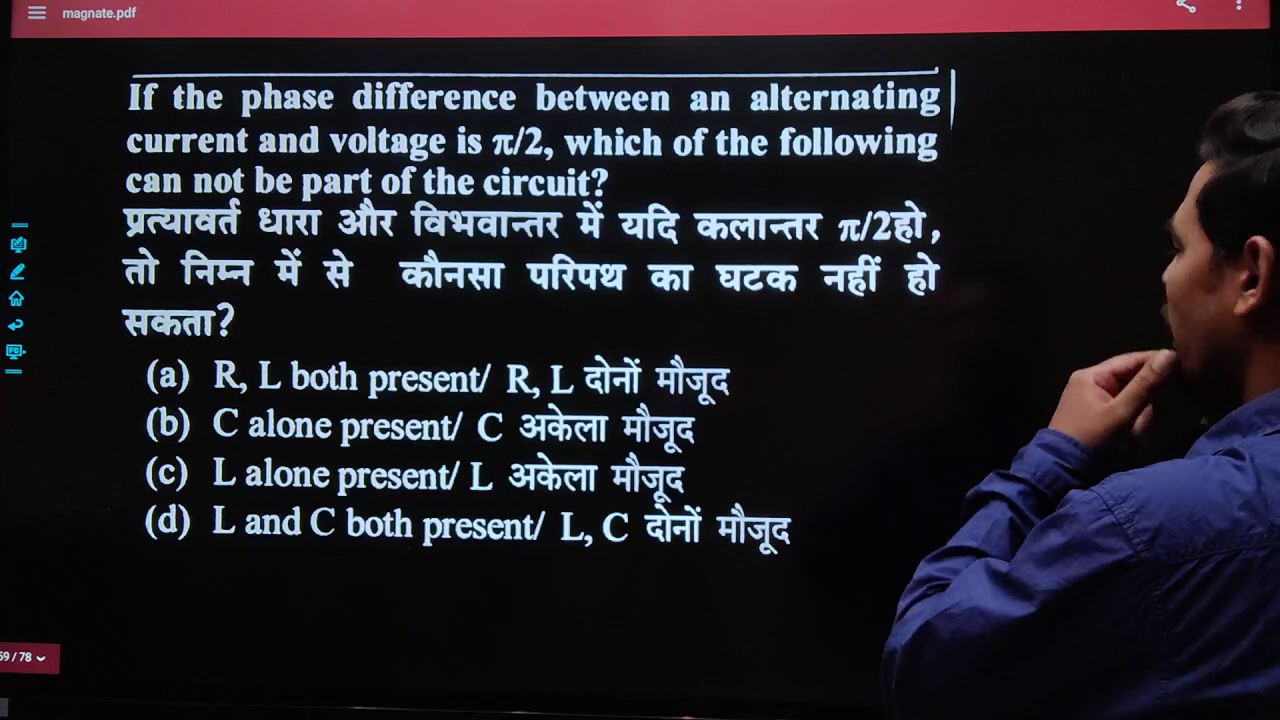 magnate.pdf
If the phase difference between an alternating
current and voltage is π/2, which of the following
can not be part of the circuit?
प्रत्यावर्त धारा और विभवान्तर में यदि कलान्तर π/2हो,
तो निम्न में से कौनसा परिपथ का घटक नहीं हो
सकता?
(a) R, L both present/ R, L दोनों मौजूद
(b) C alone present/ C अकेला मौजूद
(c) L alone present/ L अकेला मौजूद
(d) L and C both present/ L, C दोनों मौजूद
59 / 78